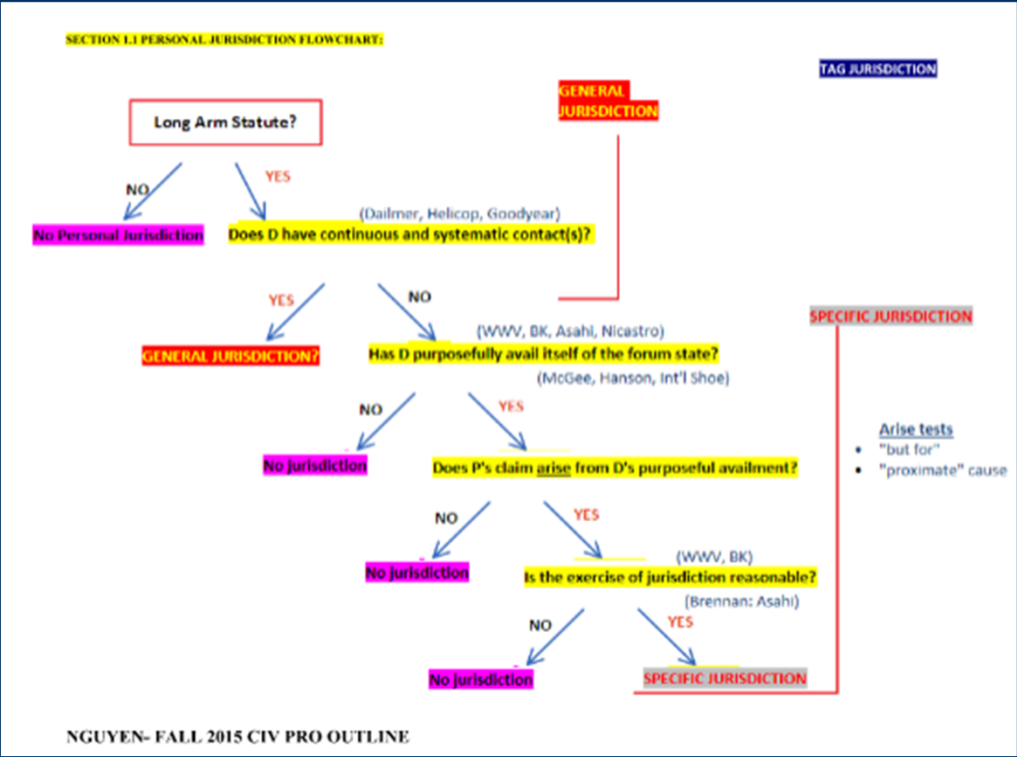 SECTION 1.1 PERSONAL JURISDICTION FLOWCHART:
TAG JURISDICTION
GENERAL
JURISDICTION
Long Arm Statute?
NO
YES
(Dailmer, Helicop, Goodyear)
No Personal Jurisdiction
Does D have continuous and systematic contact(s)?
YES
NO
SPECIFIC JURISDICTION
(WWV, BK, Asahi, Nicastro)
GENERAL JURISDICTION?
Has D purposefully avail itself of the forum state?
(McGee, Hanson, Int'l Shoe)
NO
YES
Arise tests
• "but for"
• "proximate" cause
No jurisdiction
Does P's claim arise from D's purposeful availment?
NO
YES
(WWV, BK)
No jurisdiction
Is the exercise of jurisdiction reasonable?
(Brennan: Asahi)
NO
YES
No jurisdiction
SPECIFIC JURISDICTION
NGUYEN- FALL 2015 CIV PRO OUTLINE